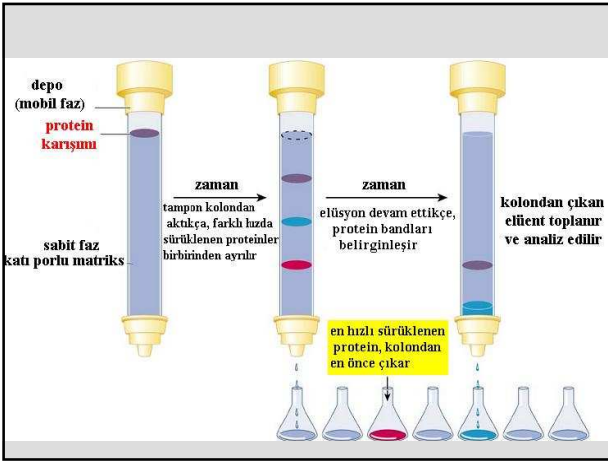 depo
(mobil faz)
protein
karışımı
sabit faz
katı porlu matriks
zaman
tampon kolondan
aktıkça, farklı hızda
sürüklenen proteinler
birbirinden ayrılır
zaman
elüsyon devam ettikçe,
protein bandları
belirginleşir
kolondan çıkan
elüent toplanır
ve analiz edilir
en hızlı sürüklenen
protein, kolondan
en önce çıkar